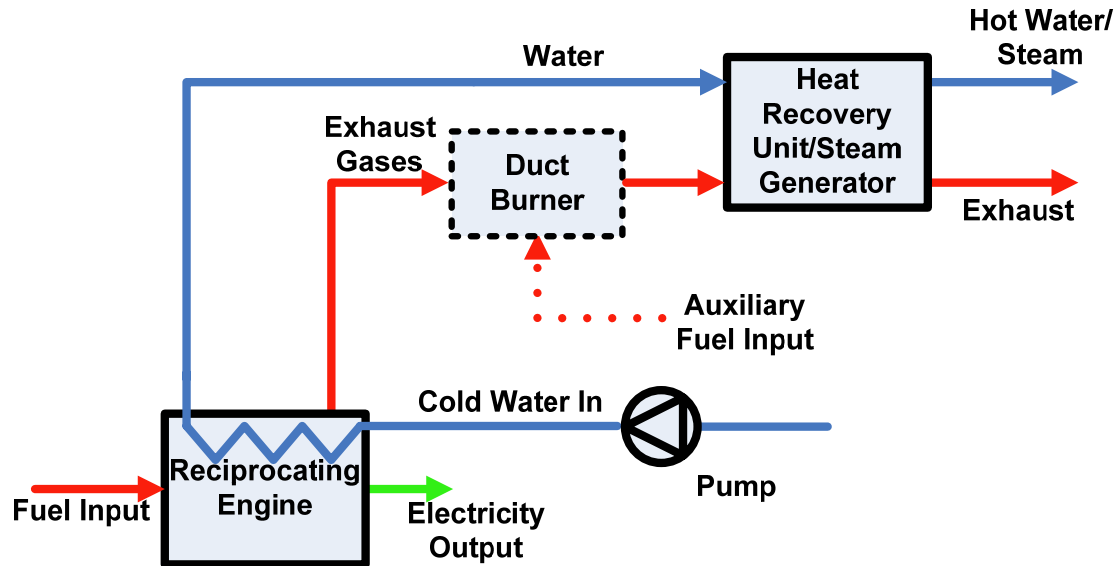 Hot Water/
Steam
Water
Heat
Recovery
Unit/Steam
Generator
Exhaust
Gases
Duct
Burner
Exhaust
Auxiliary
Fuel Input
Cold Water In
Reciprocating
Engine
Pump
Fuel Input
Electricity
Output